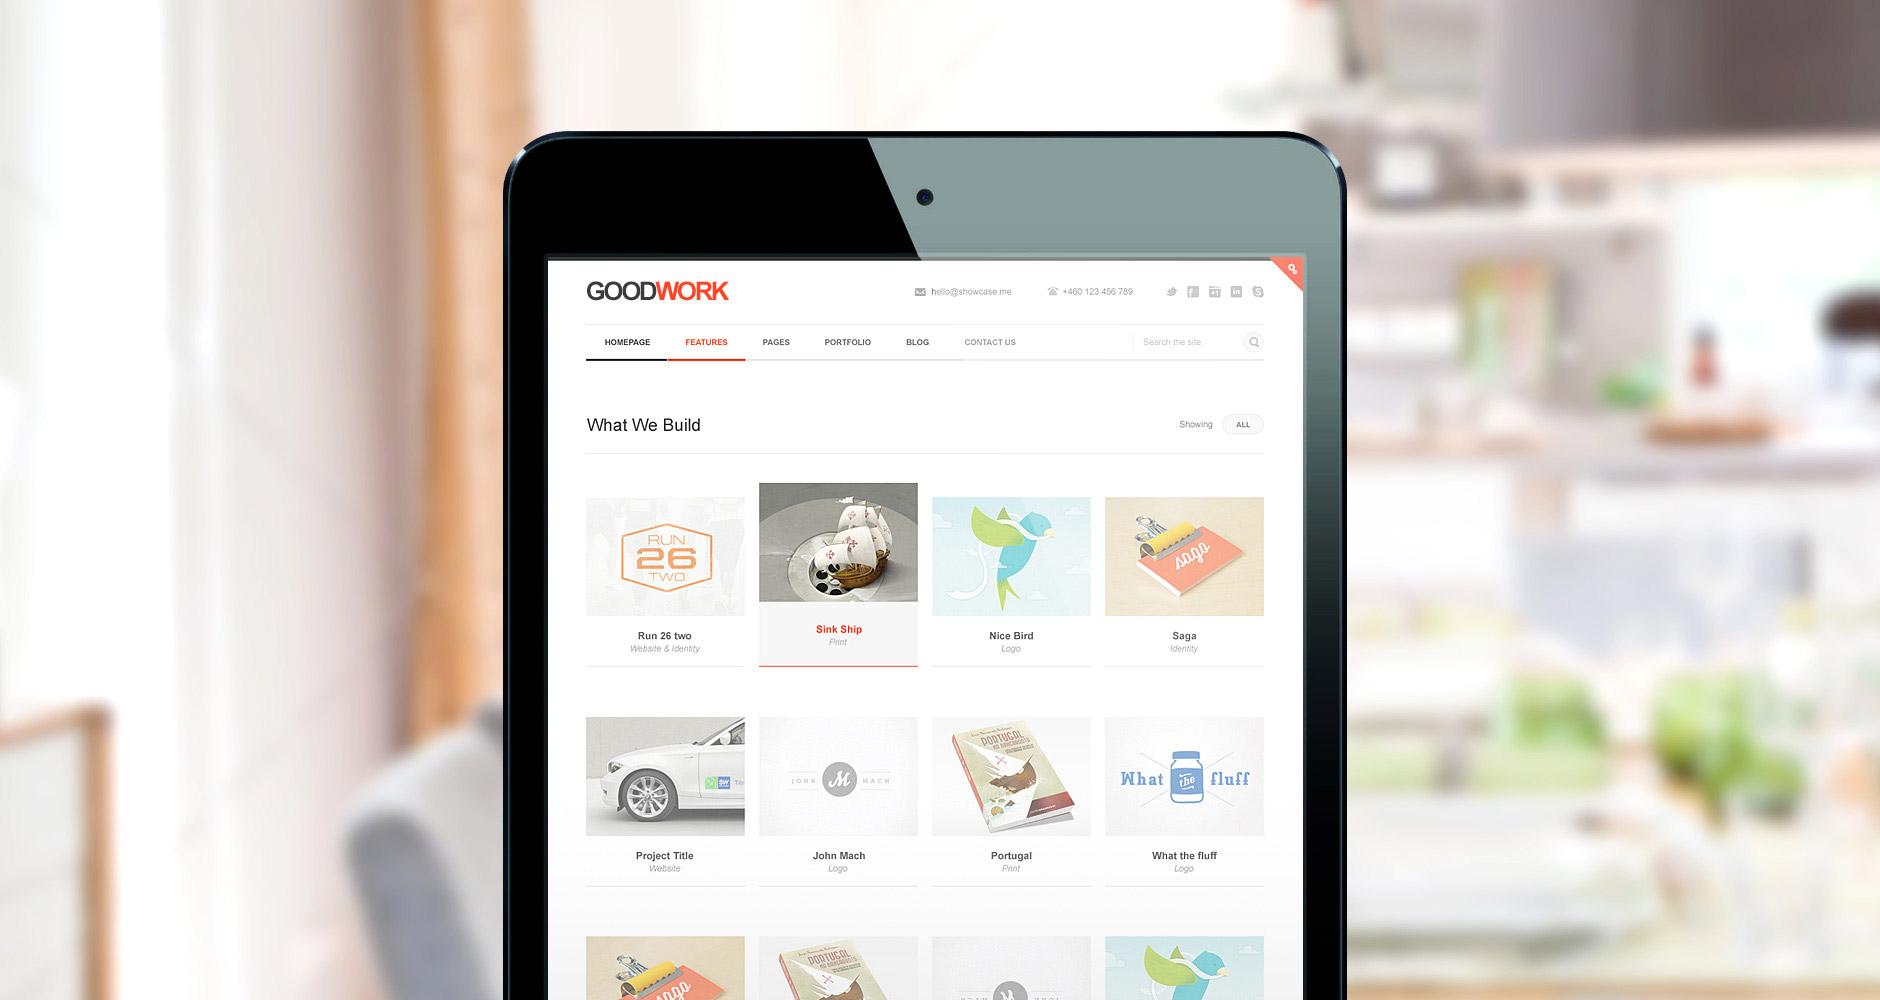 GOODWORK
hello@showcase.me +460 123 456 789
HOMEPAGE FEATURES PAGES PORTFOLIO BLOG CONTACT US Search the site
What We Build
Showing ALL
RUN
26
TWO
sago
Run 26 two
Website & Identity
Sink Ship
Print
Nice Bird
Logo
Saga
Identity
JOHN M MACH
PORTUGAL
What the fluff
Project Title
Website
John Mach
Logo
Portugal
Print
What the fluff
Logo
sago
PORTUGAL